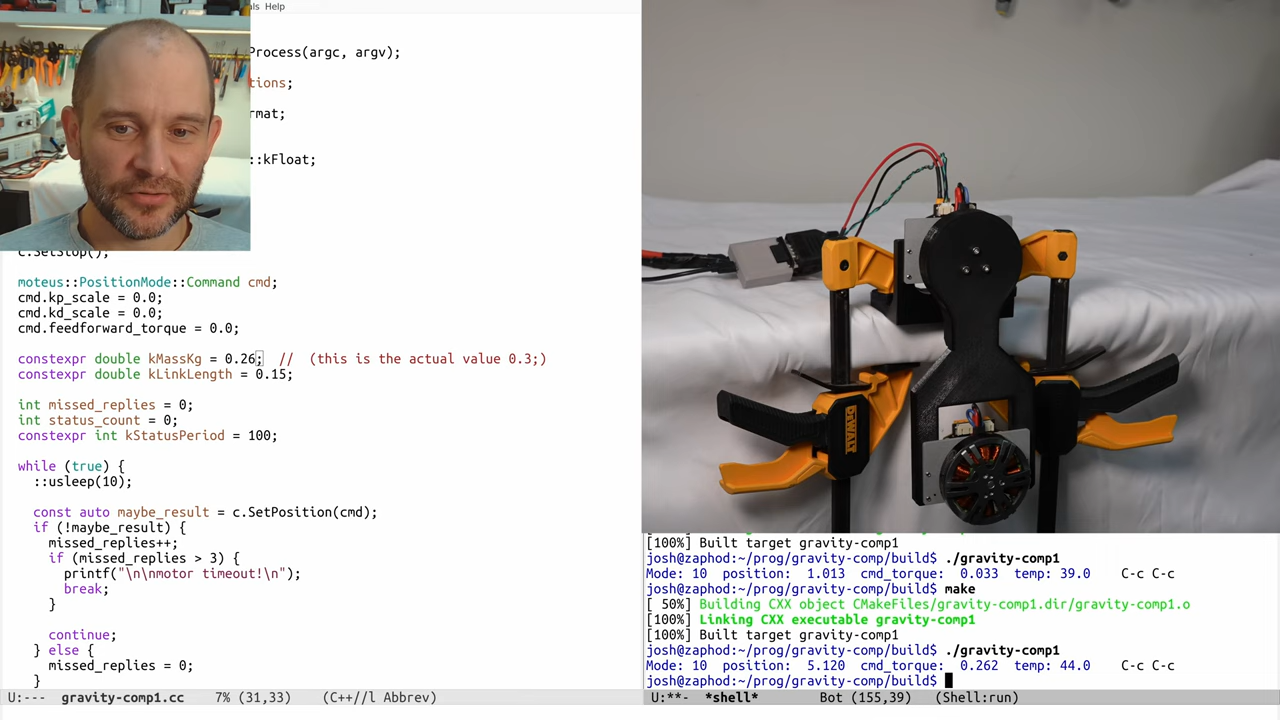 ls Help
Process(argc, argv);
tions;
rmat;
::kFloat;
c.SetStop();
moteus::PositionMode::Command cmd;
cmd.kp_scale = 0.0;
cmd.kd_scale = 0.0;
cmd.feedforward_torque = 0.0;
constexpr double kMassKg = 0.26; // (this is the actual value 0.3;)
constexpr double kLinkLength = 0.15;
int missed_replies = 0;
int status_count = 0;
constexpr int kStatusPeriod = 100;
while (true) {
::usleep(10);
const auto maybe_result = c.SetPosition(cmd);
if (!maybe_result) {
missed_replies++;
if (missed_replies > 3) {
printf("\n\nmotor timeout!\n");
break;
}
continue;
} else {
missed_replies = 0;
}
U:--- gravity-comp1.cc 7% (31,33) (C++//l Abbrev)
DEWALT
[100%] Built target gravity-comp1
josh@zaphod:~/prog/gravity-comp/build$ ./gravity-comp1
Mode: 10 position: 1.013 cmd_torque: 0.033 temp: 39.0 C-c C-c
josh@zaphod:~/prog/gravity-comp/build$ make
[ 50%] Building CXX object CMakeFiles/gravity-comp1.dir/gravity-comp1.o
[100%] Linking CXX executable gravity-comp1
[100%] Built target gravity-comp1
josh@zaphod:~/prog/gravity-comp/build$ ./gravity-comp1
Mode: 10 position: 5.120 cmd_torque: 0.262 temp: 44.0 C-c C-c
josh@zaphod:~/prog/gravity-comp/build$
U:**- *shell* Bot (155,39) (Shell:run)